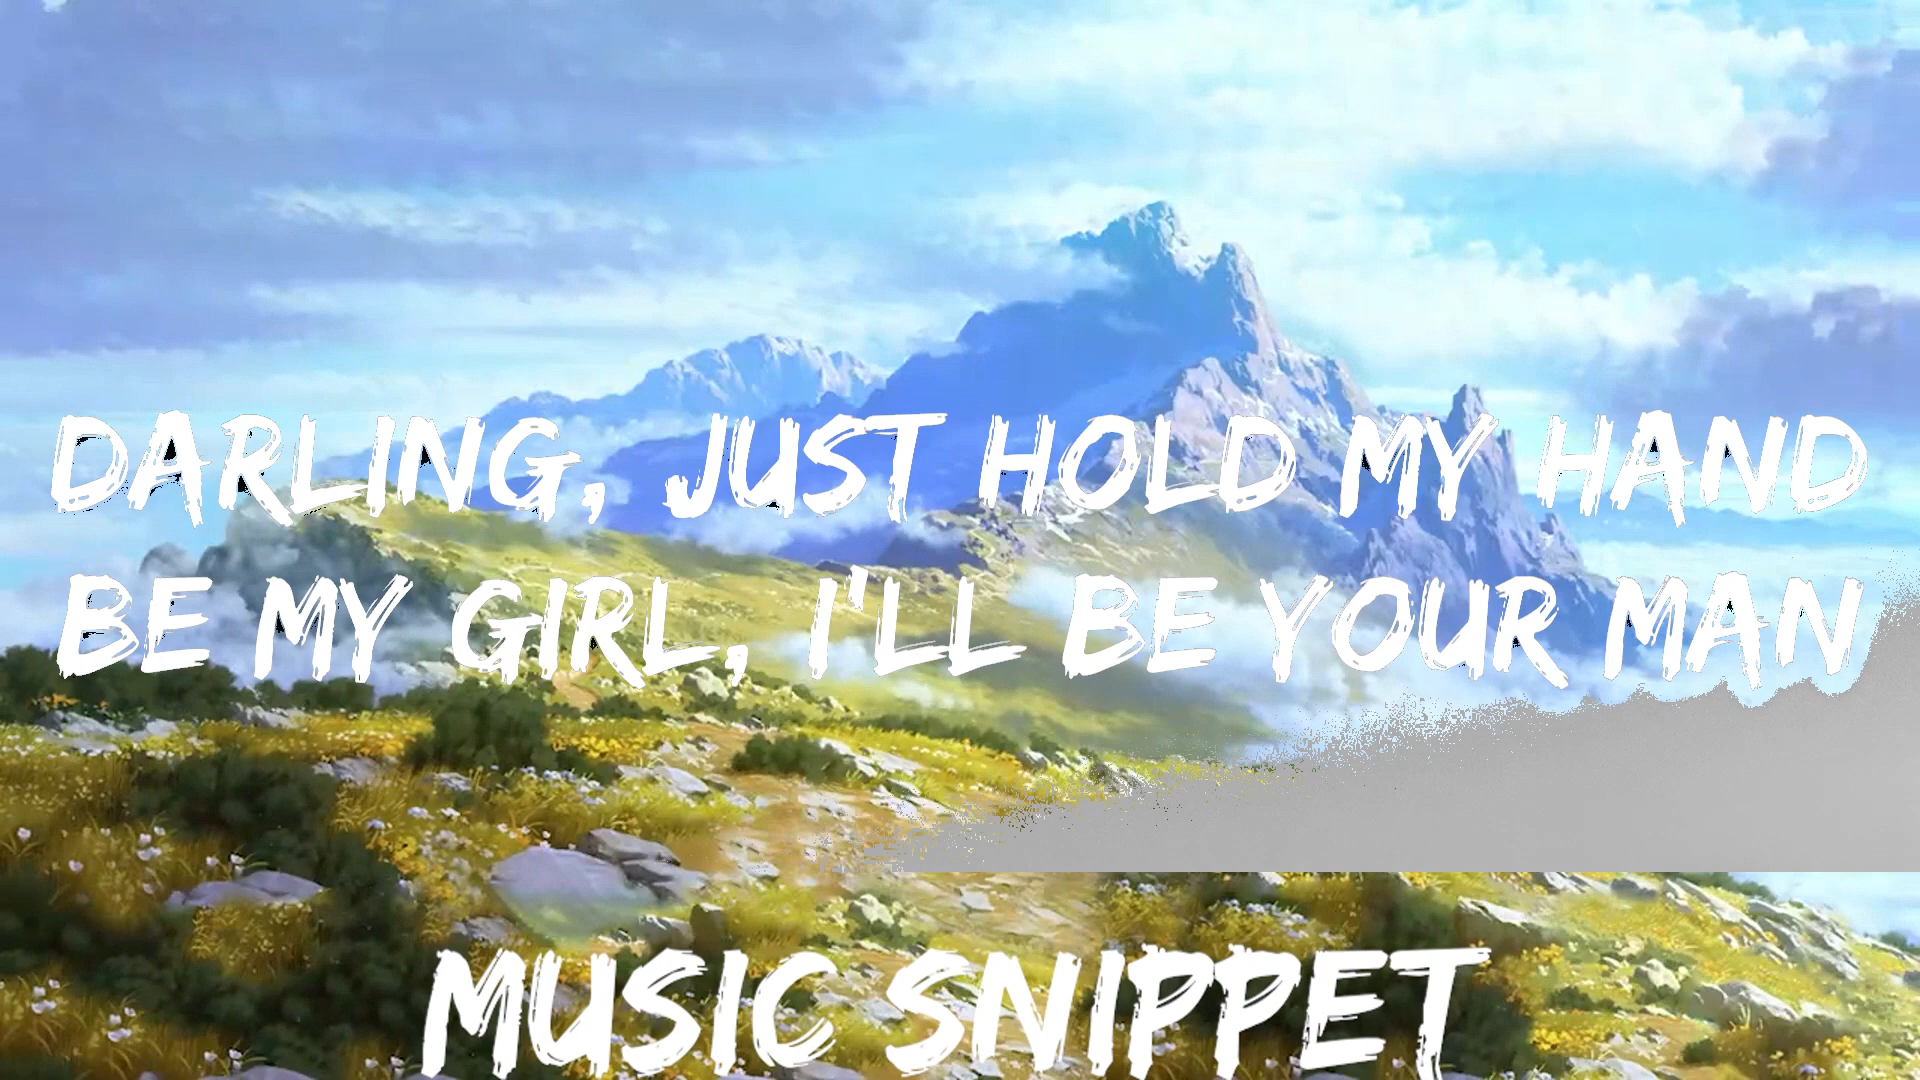 DARLING, JUST HOLD MY HAND
BE MY GIRL, I'LL BE YOUR MAN
MUSIC SNIPPET